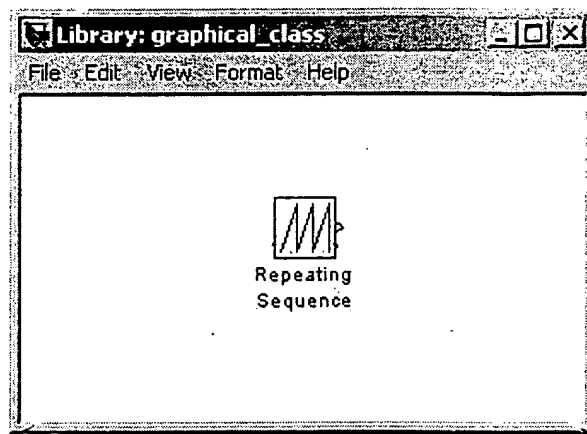 Library: graphical_class
File Edit View Format Help
Repeating
Sequence